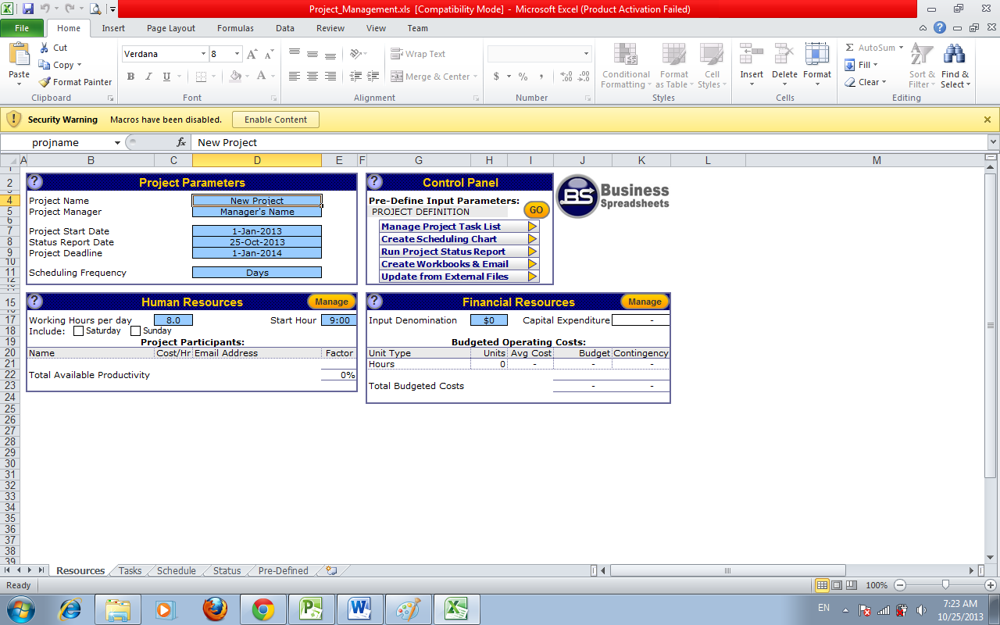 Project_Management.xls [Compatibility Mode] - Microsoft Excel (Product Activation Failed)
File Home Insert Page Layout Formulas Data Review View Team
Paste
Cut
Copy
Format Painter
Clipboard
Verdana 8
B I U
A A
A
Font
Wrap Text
Merge & Center
Alignment
$ % ,
Number
Conditional Formatting
Format as Table
Cell Styles
Styles
Insert Delete Format
Cells
Σ AutoSum
Fill
Clear
Sort & Filter
Find & Select
Editing
Security Warning Macros have been disabled. Enable Content
projname fx New Project
A B C D E F G H I J K L M
1
2 ? Project Parameters ? Control Panel
BS Business Spreadsheets
4 Project Name New Project Pre-Define Input Parameters:
5 Project Manager Manager's Name PROJECT DEFINITION GO
6 Manage Project Task List
7 Project Start Date 1-Jan-2013
8 Status Report Date 25-Oct-2013 Create Scheduling Chart
9 Project Deadline 1-Jan-2014 Run Project Status Report
10 Create Workbooks & Email
11 Scheduling Frequency Days Update from External Files
12
14
15 ? Human Resources Manage ? Financial Resources Manage
17 Working Hours per day 8.0 Start Hour 9:00 Input Denomination $0 Capital Expenditure -
18 Include: Saturday Sunday
19 Project Participants: Budgeted Operating Costs:
20 Name Cost/Hr Email Address Factor Unit Type Units Avg Cost Budget Contingency
21 Hours 0 - - -
22 Total Available Productivity 0%
23 Total Budgeted Costs - -
24
25
26
27
28
29
30
31
32
33
34
35
36
37
38
39
Resources Tasks Schedule Status Pre-Defined
Ready 100%
EN 7:23 AM
10/25/2013